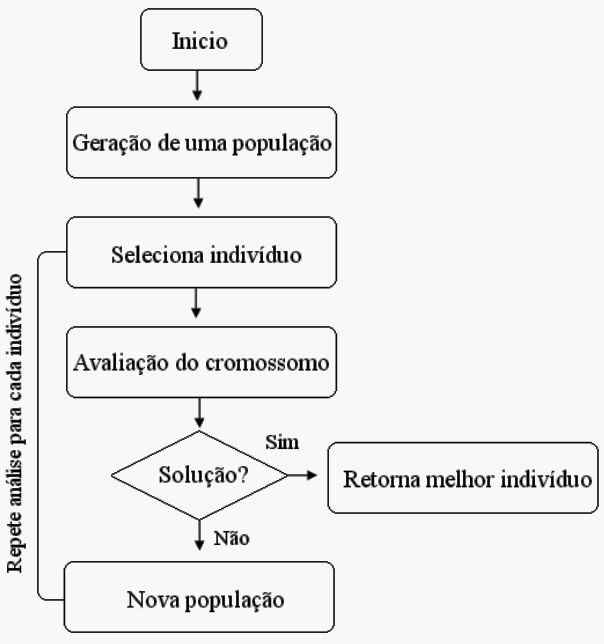 Inicio
Geração de uma população
Seleciona indivíduo
Avaliação do cromossomo
Solução?
Sim
Retorna melhor indivíduo
Não
Nova população
Repete análise para cada indivíduo